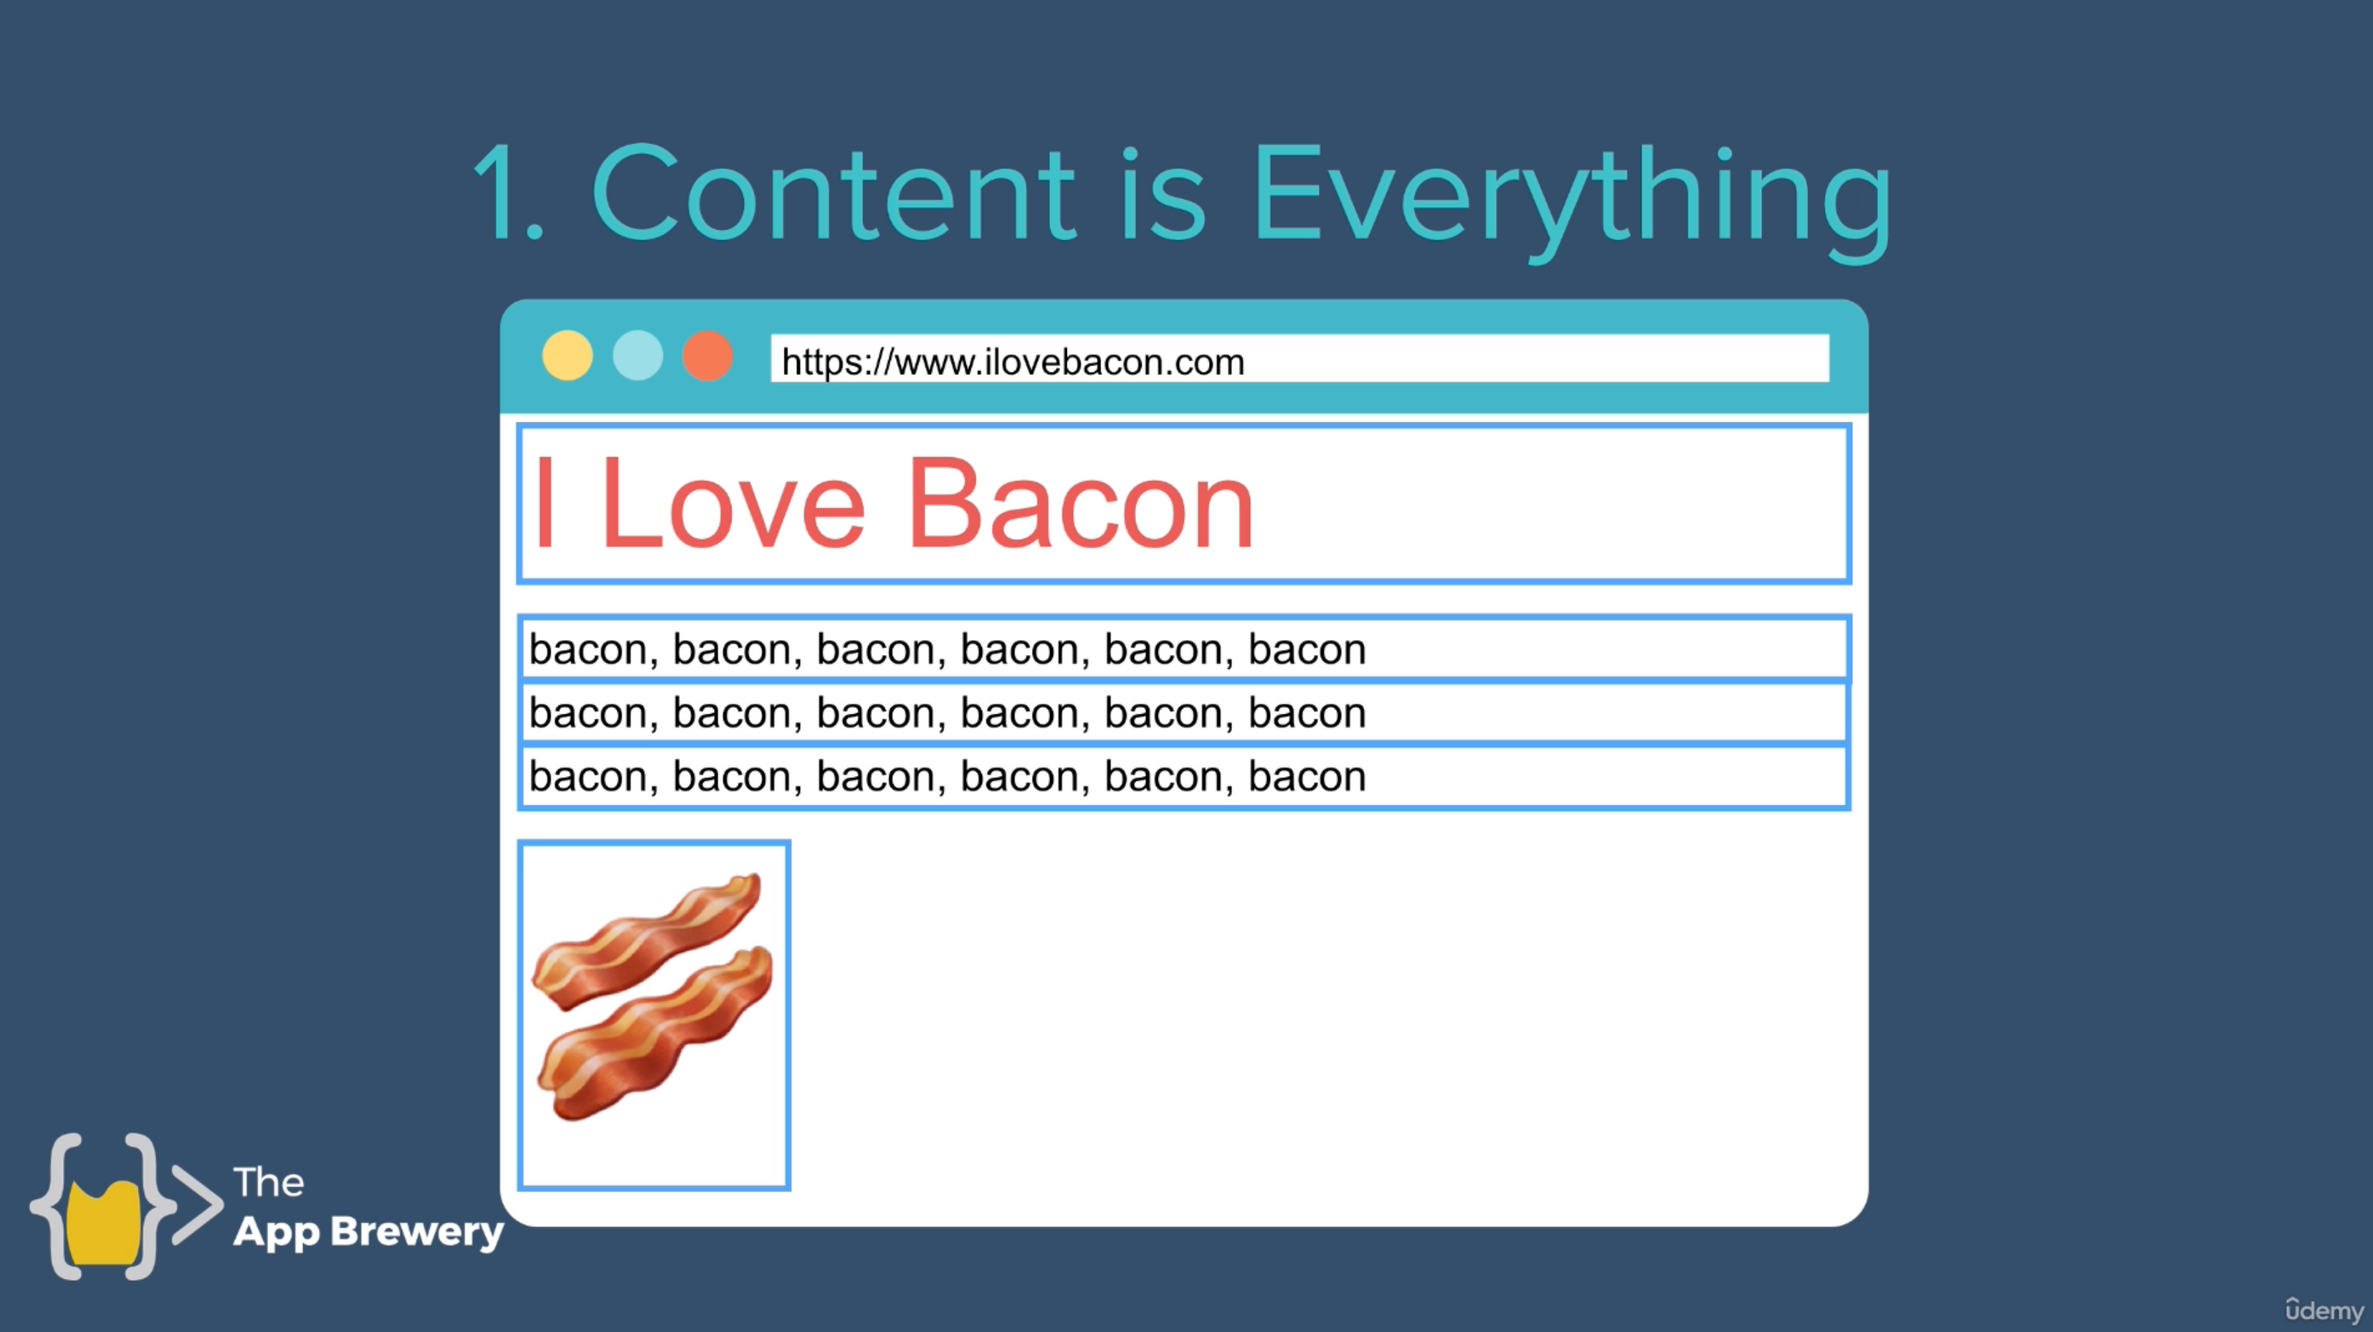 1. Content is Everything
https://www.ilovebacon.com
I Love Bacon
bacon, bacon, bacon, bacon, bacon, bacon
bacon, bacon, bacon, bacon, bacon, bacon
bacon, bacon, bacon, bacon, bacon, bacon
The
App Brewery
ûdemy